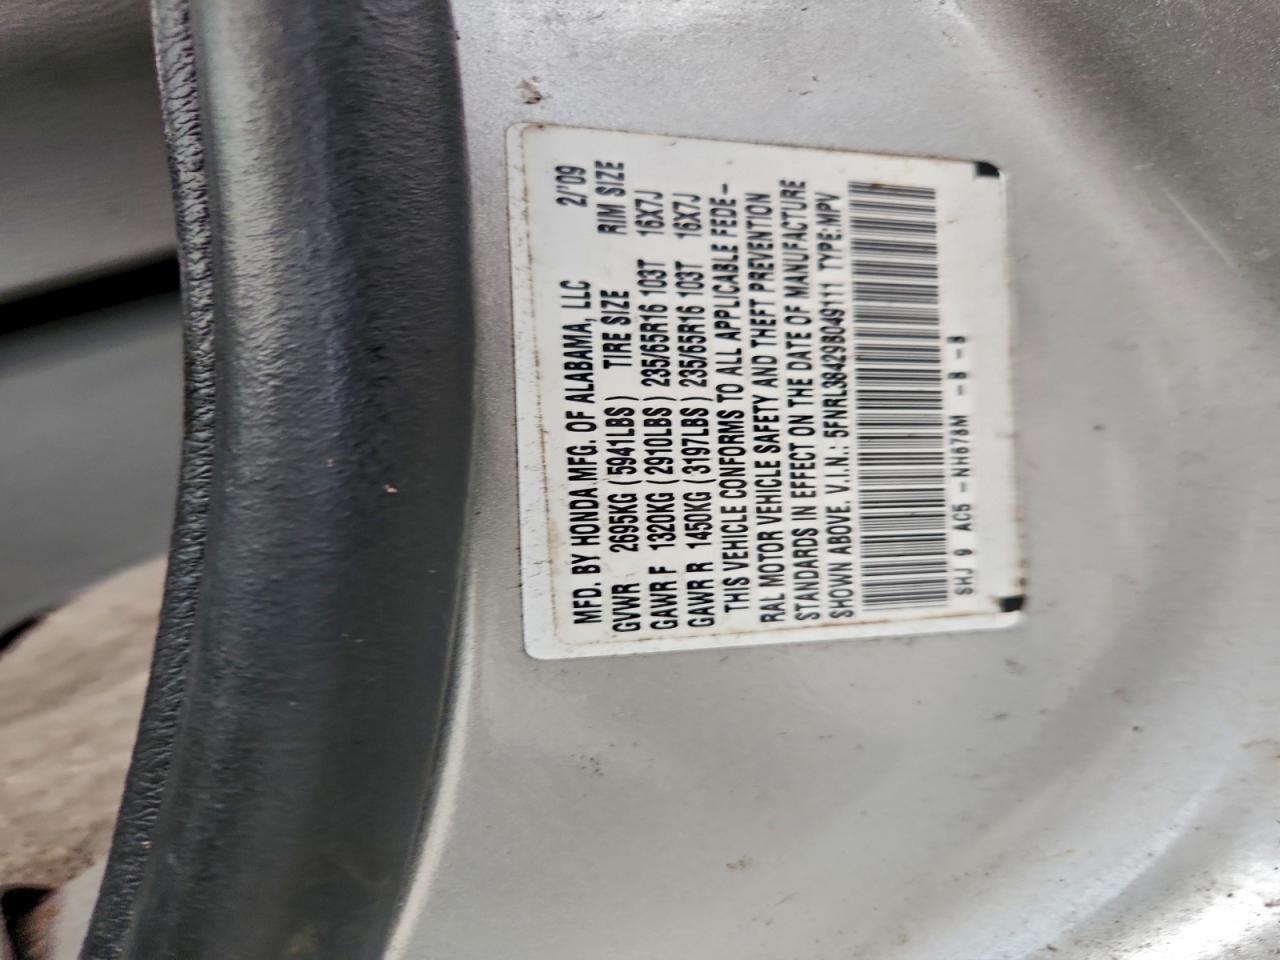 MFD. BY HONDA MFG. OF ALABAMA, LLC 2/'09
GVWR 2695KG (5941LBS) TIRE SIZE RIM SIZE
GAWR F 1320KG (2910LBS) 235/65R16 103T 16X7J
GAWR R 1450KG (3197LBS) 235/65R16 103T 16X7J
THIS VEHICLE CONFORMS TO ALL APPLICABLE FEDE-
RAL MOTOR VEHICLE SAFETY AND THEFT PREVENTION
STANDARDS IN EFFECT ON THE DATE OF MANUFACTURE
SHOWN ABOVE. V.I.N.: 5FNRL38429B049111 TYPE:MPV
SHJ 9 AC5 - NH678M - B - B